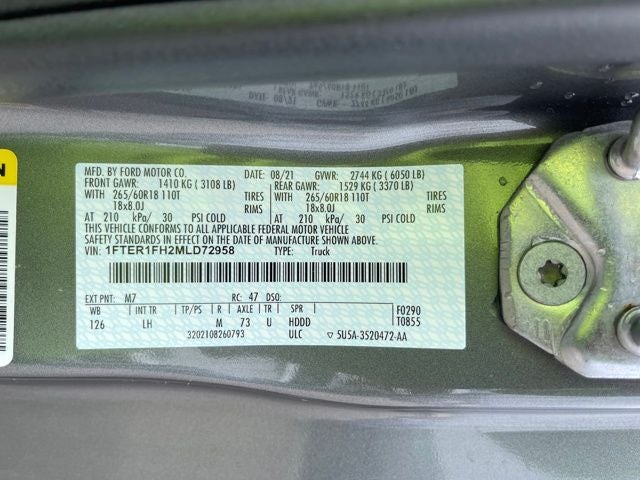 MFD. BY FORD MOTOR CO. DATE: 08/21 GVWR: 2744 KG ( 6050 LB)
FRONT GAWR: 1410 KG ( 3108 LB) REAR GAWR: 1529 KG ( 3370 LB)
WITH 265/60R18 110T TIRES WITH 265/60R18 110T TIRES
18x8.0J RIMS 18x8.0J RIMS
AT 210 kPa/ 30 PSI COLD AT 210 kPa/ 30 PSI COLD
THIS VEHICLE CONFORMS TO ALL APPLICABLE FEDERAL MOTOR VEHICLE
SAFETY STANDARDS IN EFFECT ON THE DATE OF MANUFACTURE SHOWN ABOVE.
VIN: 1FTER1FH2MLD72958 TYPE: Truck
EXT PNT: M7 RC: 47 DSO:
WB INT TR TP/PS R AXLE TR SPR F0290
126 LH M 73 U HDDD T0855
3202108260793 ULC 5U5A-3520472-AA